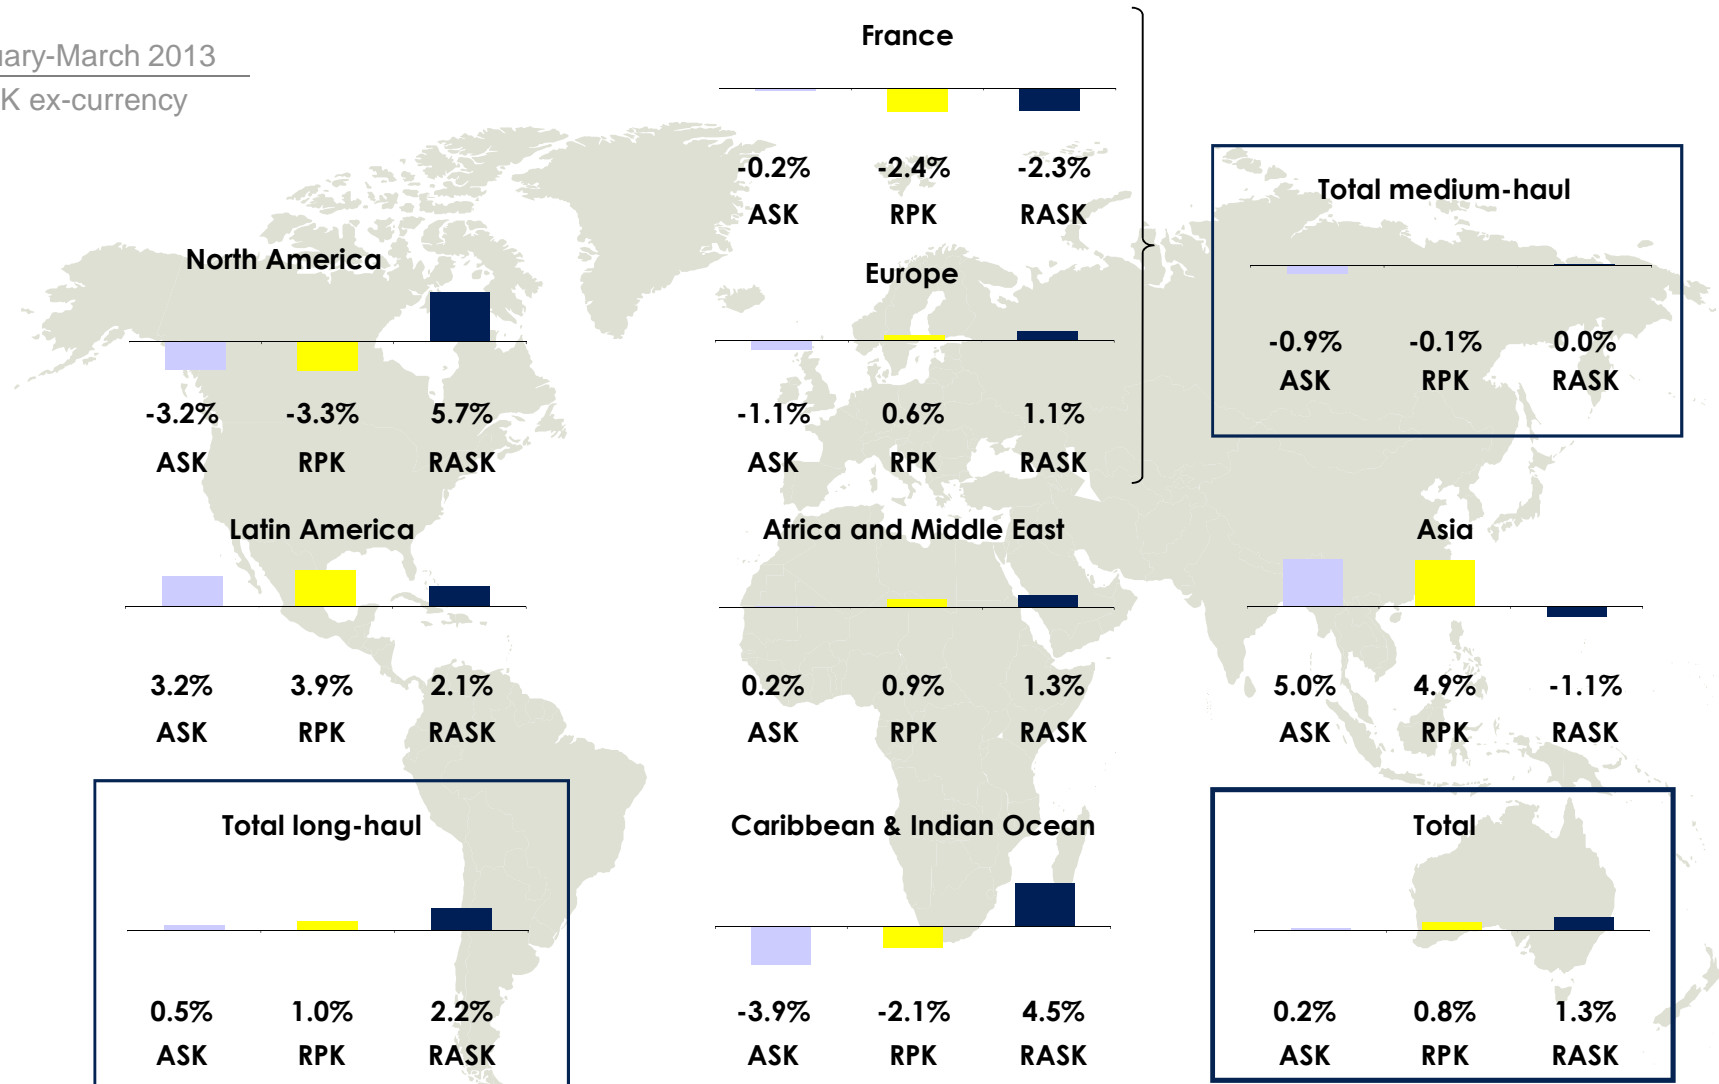 March 2013
ex-currency
France
-0.2% -2.4% -2.3%
ASK RPK RASK
Total medium-haul
-0.9% -0.1% 0.0%
ASK RPK RASK
North America
-3.2% -3.3% 5.7%
ASK RPK RASK
Europe
-1.1% 0.6% 1.1%
ASK RPK RASK
Latin America
3.2% 3.9% 2.1%
ASK RPK RASK
Africa and Middle East
0.2% 0.9% 1.3%
ASK RPK RASK
Asia
5.0% 4.9% -1.1%
ASK RPK RASK
Total long-haul
0.5% 1.0% 2.2%
ASK RPK RASK
Caribbean & Indian Ocean
-3.9% -2.1% 4.5%
ASK RPK RASK
Total
0.2% 0.8% 1.3%
ASK RPK RASK